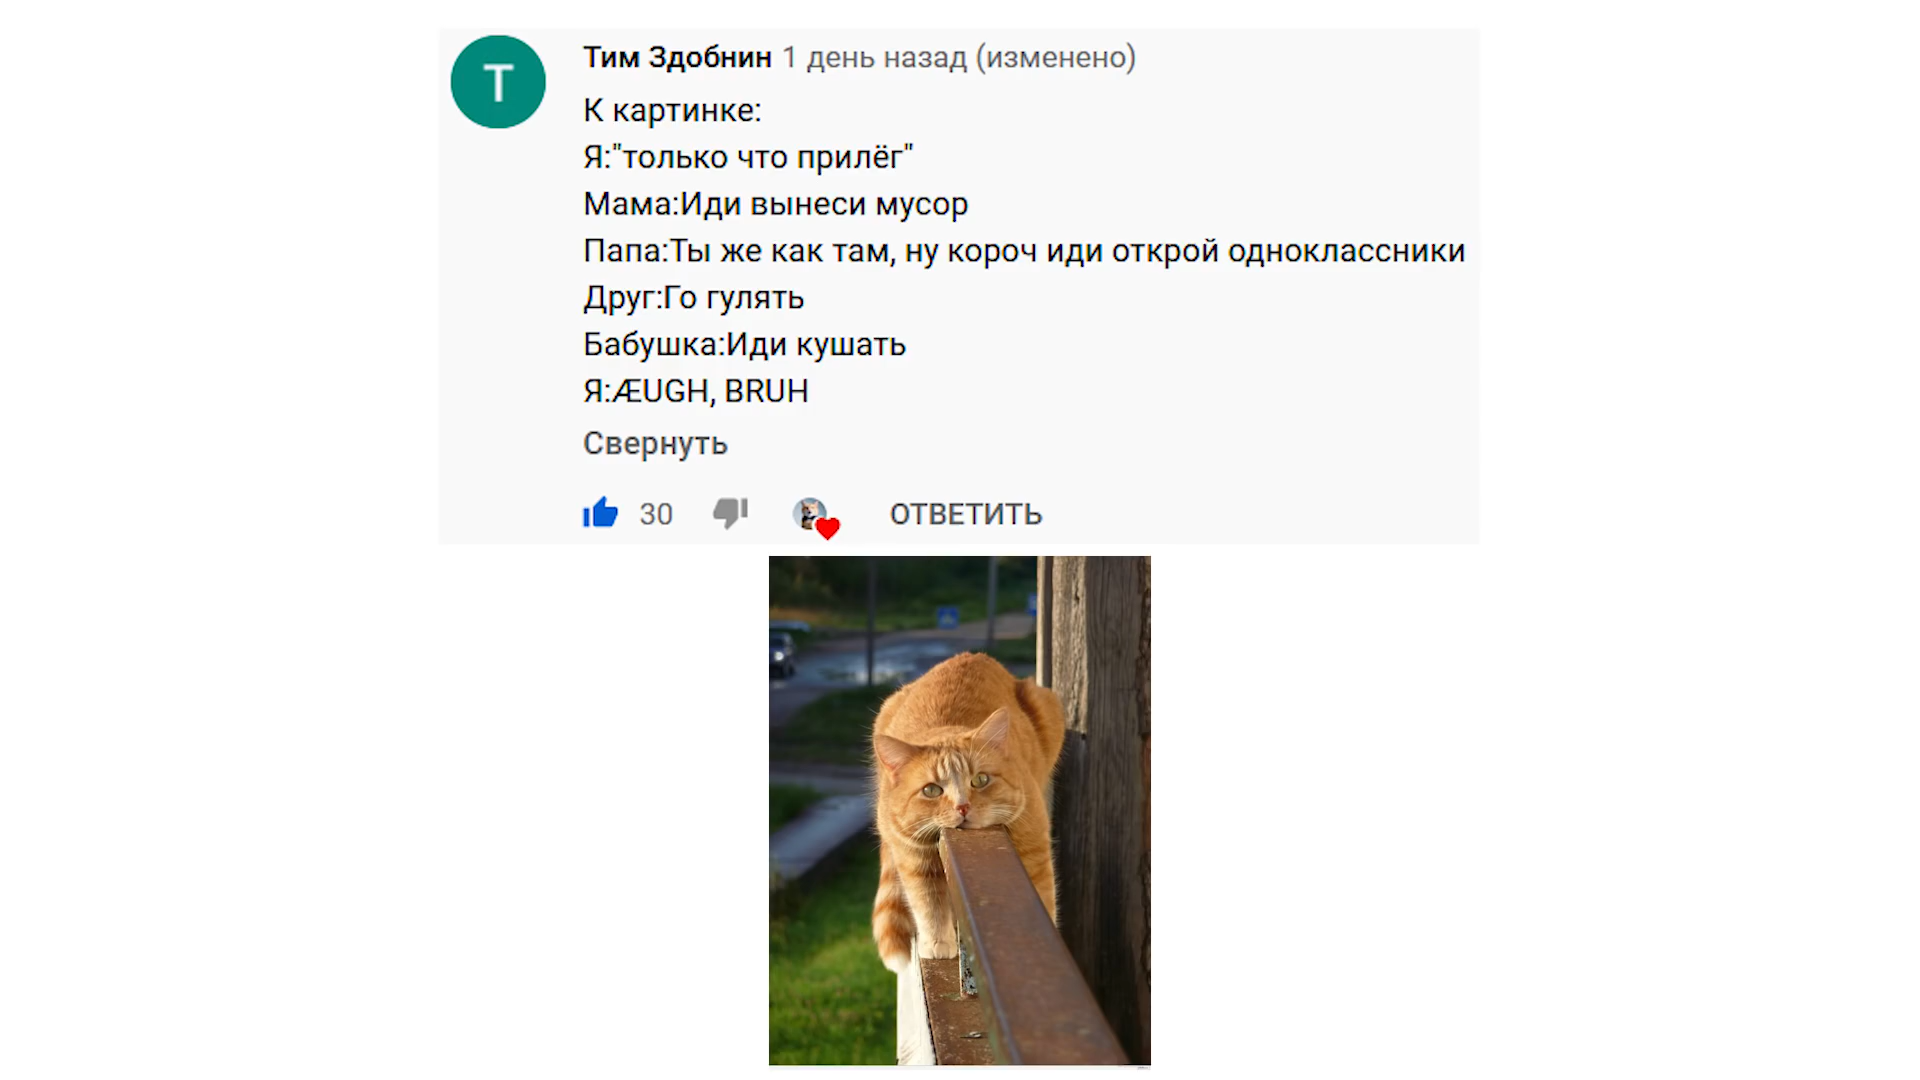 T
Тим Здобнин 1 день назад (изменено)
К картинке:
Я:"только что прилёг"
Мама:Иди вынеси мусор
Папа:Ты же как там, ну короч иди открой одноклассники
Друг:Го гулять
Бабушка:Иди кушать
Я:ÆUGH, BRUH
Свернуть
30 ОТВЕТИТЬ